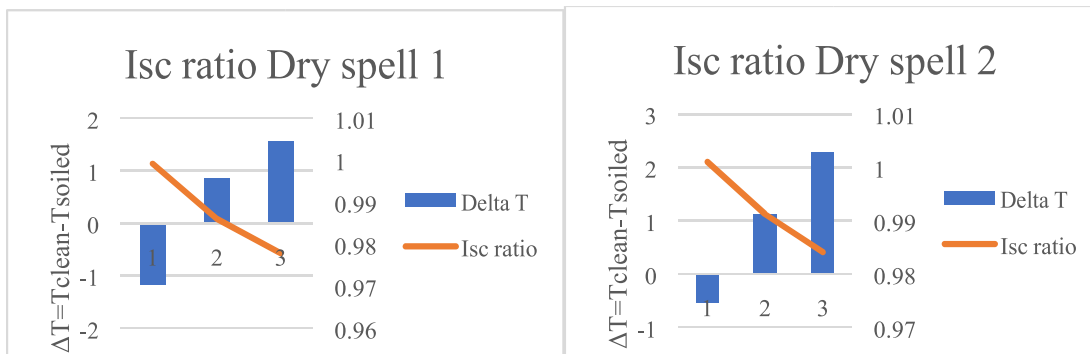 Isc ratio Dry spell 1
ΔT=Tclean-Tsoiled
2
1
0
-1
-2
1 2 3
1.01
1
0.99
0.98
0.97
0.96
Delta T
Isc ratio
Isc ratio Dry spell 2
ΔT=Tclean-Tsoiled
3
2
1
0
-1
1 2 3
1.01
1
0.99
0.98
0.97
Delta T
Isc ratio